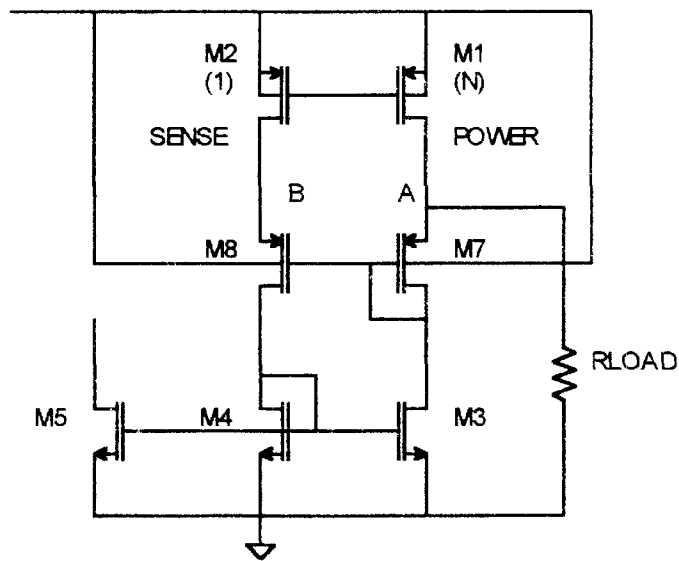 M2 M1
(1) (N)
SENSE POWER
B A
M8 M7
RLOAD
M5 M4 M3